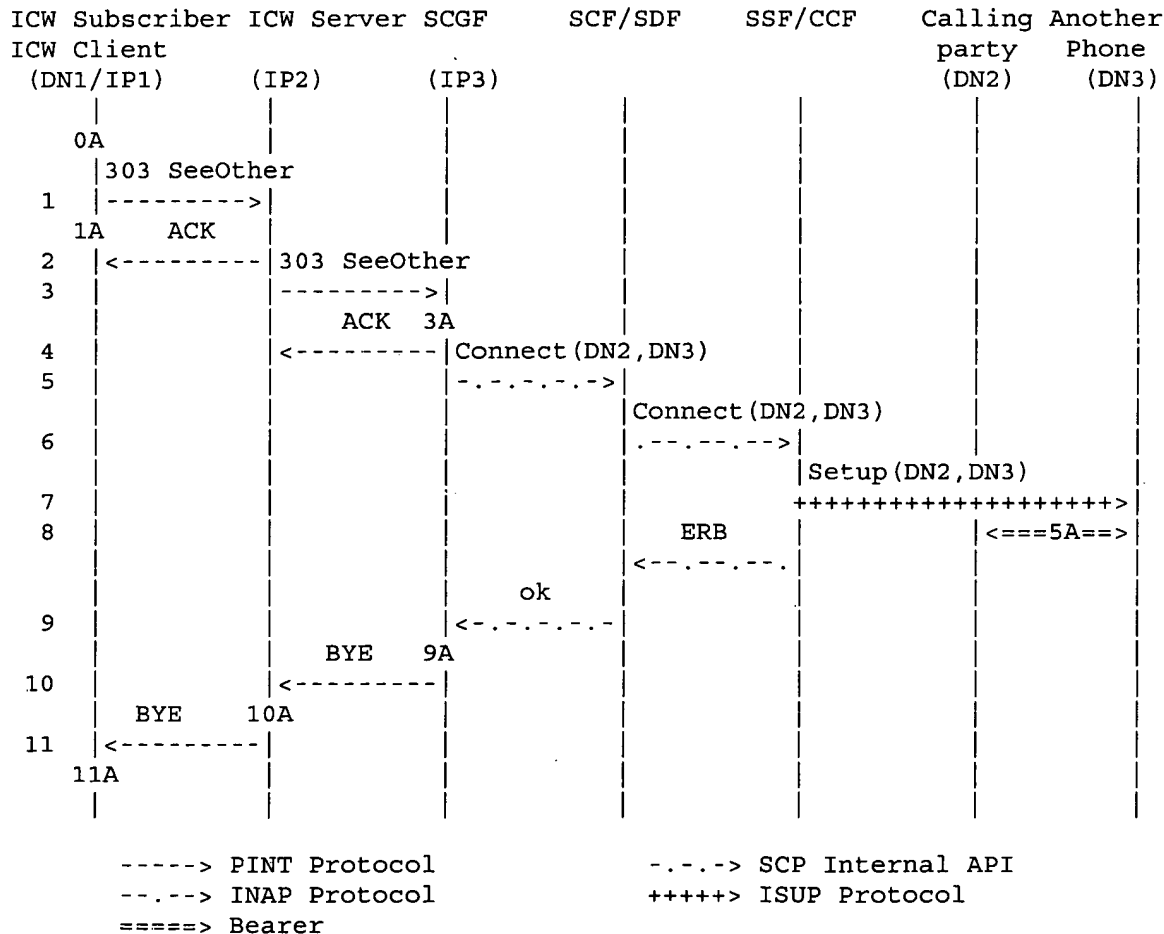 ICW Subscriber ICW Server SCGF SCF/SDF SSF/CCF Calling Another
ICW Client party Phone
(DN1/IP1) (IP2) (IP3) (DN2) (DN3)
0A
303 SeeOther
1 --------->
1A ACK
2 <--------- 303 SeeOther
3 --------->
ACK 3A
4 <--------- Connect(DN2,DN3)
5 -.-.-.-.->
Connect(DN2,DN3)
6 .--.--.-->
Setup(DN2,DN3)
7 +++++++++++++++++++++>
8 ERB <===5A==>
<--.--.--.
ok
9 <-.-.-.-.-
BYE 9A
10 <---------
BYE 10A
11 <---------
11A
-----> PINT Protocol -.-.-> SCP Internal API
--.--> INAP Protocol +++++> ISUP Protocol
=====> Bearer